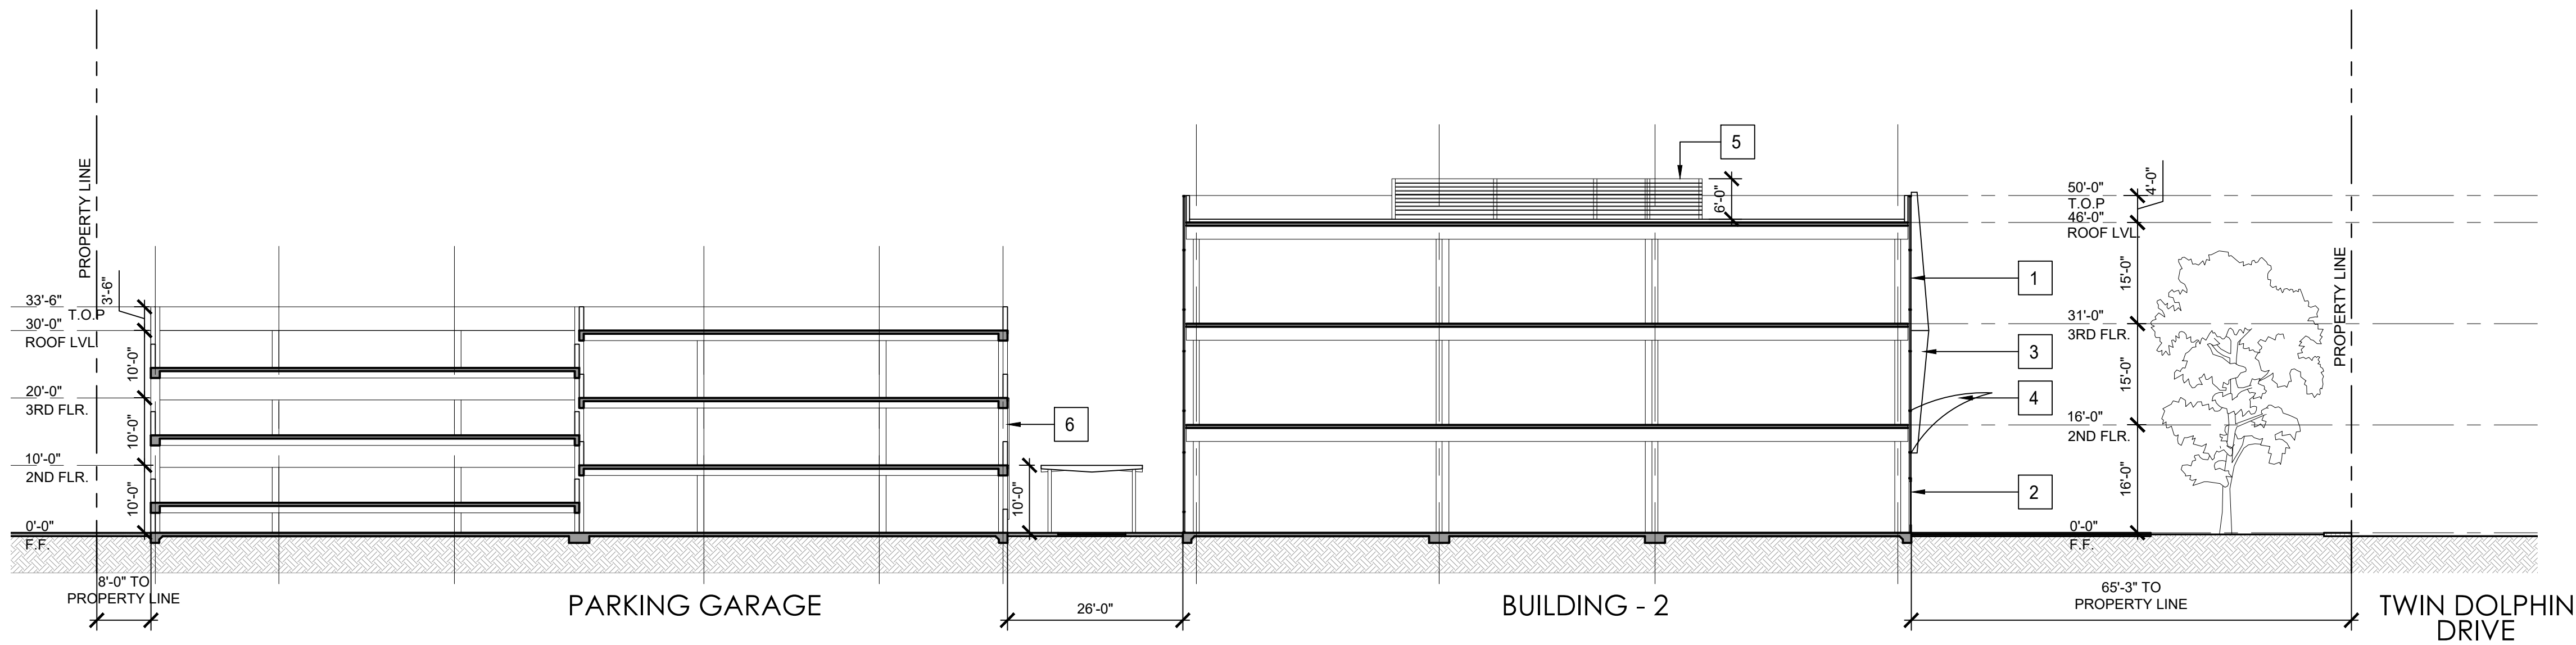 PROPERTY LINE
3'-6"
33'-6"
T.O.P
30'-0"
ROOF LVL
10'-0"
20'-0"
3RD FLR.
10'-0"
10'-0"
2ND FLR.
10'-0"
0'-0"
F.F.
8'-0" TO
PROPERTY LINE
PARKING GARAGE
6
10'-0"
26'-0"
5
6'-0"
BUILDING - 2
1
3
4
2
50'-0"
T.O.P
4'-0"
46'-0"
ROOF LVL.
15'-0"
31'-0"
3RD FLR.
15'-0"
16'-0"
2ND FLR.
16'-0"
0'-0"
F.F.
PROPERTY LINE
65'-3" TO
PROPERTY LINE
TWIN DOLPHIN
DRIVE